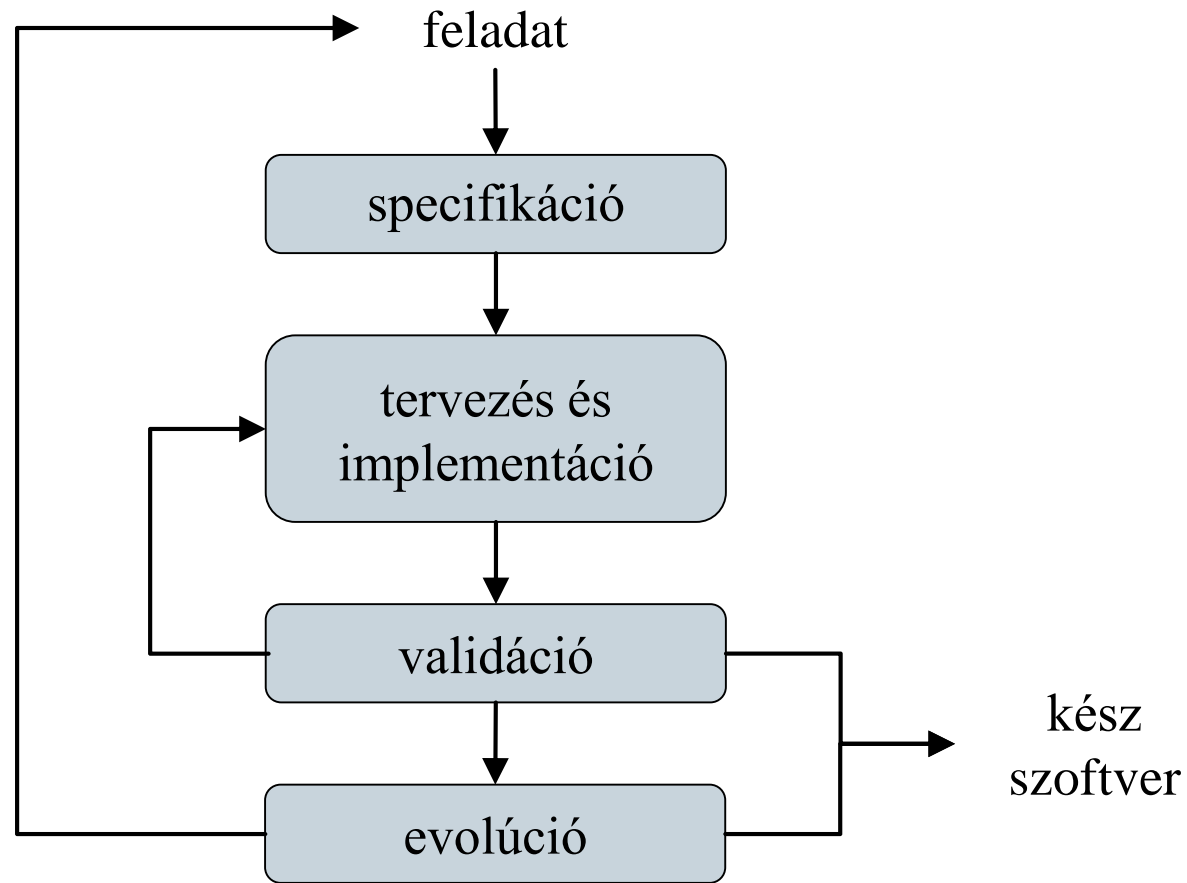 feladat
specifikáció
tervezés és
implementáció
validáció
kész
szoftver
evolúció